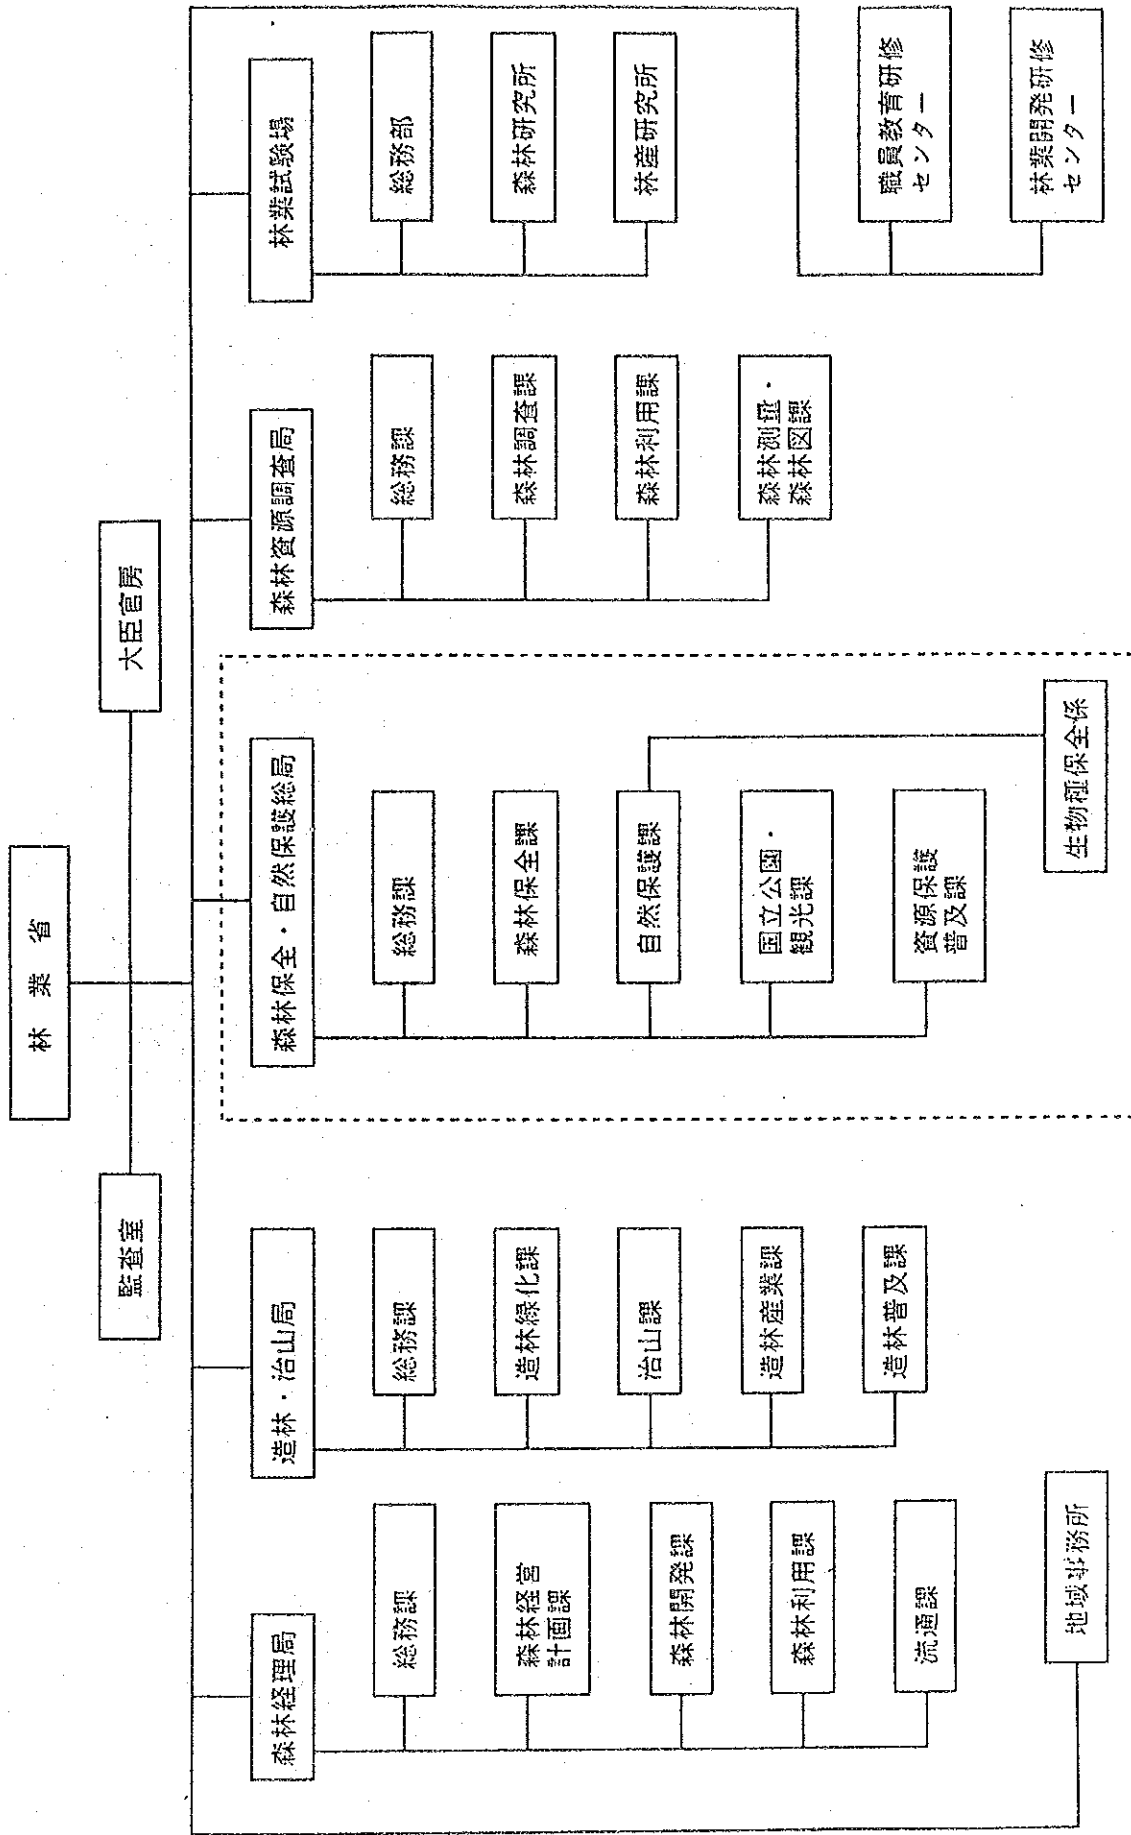 林業省
監査室
大臣官房
森林経理局
総務課
森林経営
計画課
森林開発課
森林利用課
流通課
地域事務所
造林・治山局
総務課
造林緑化課
治山課
造林産業課
造林普及課
森林保全・自然保護総局
総務課
森林保全課
自然保護課
国立公園・
観光課
資源保護
普及課
生物種保全係
森林資源調査局
総務課
森林調査課
森林利用課
森林測量・
森林図課
林業試験場
総務部
森林研究所
林産研究所
職員教育研修
センター
林業開発研修
センター